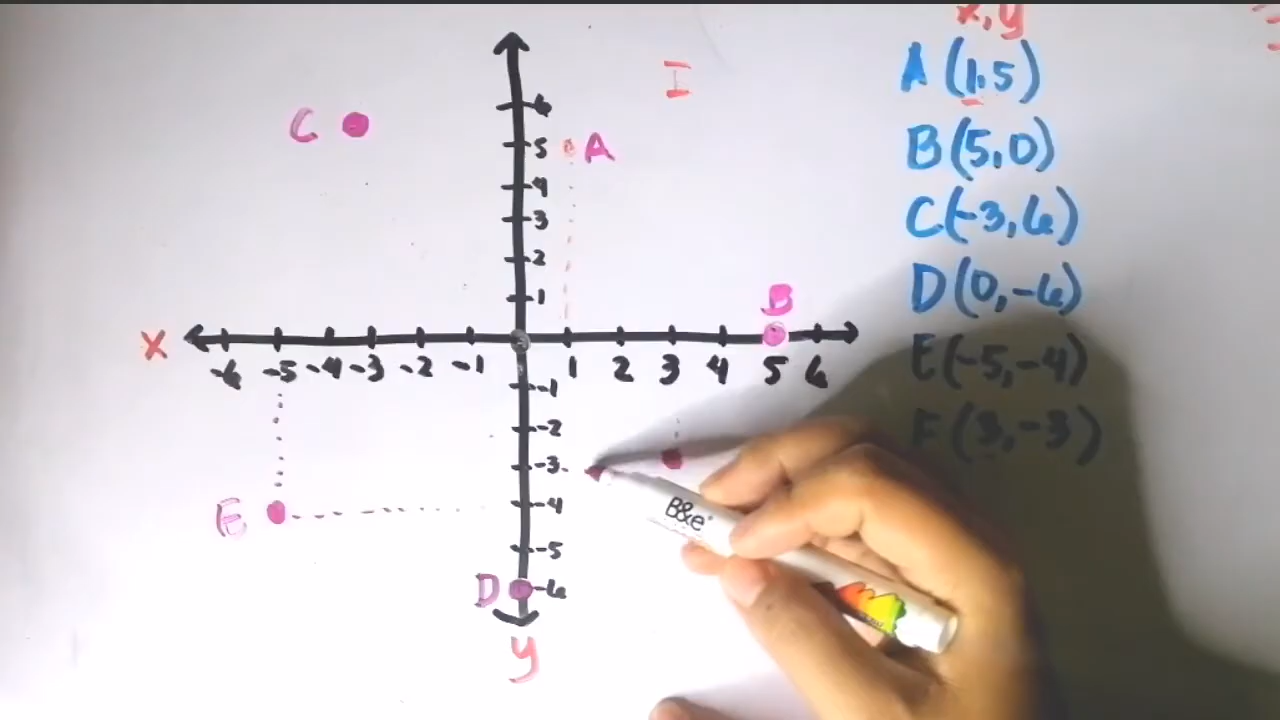 x, y
I
A (1,5)
C
6
5
A
B (5,0)
4
3
C (-3,6)
2
B
D (0,-6)
1
X
-6 -5 -4 -3 -2 -1 1 2 3 4 5 6
E (-5,-4)
-1
-2
F (3,-3)
-3
E
-4
B&e
-5
D
-6
y